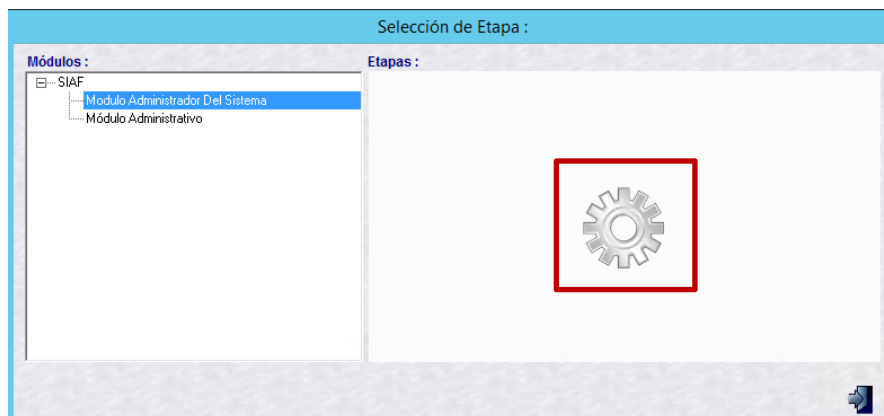 Selección de Etapa :
Módulos :
Etapas :
SIAF
Modulo Administrador Del Sistema
Módulo Administrativo